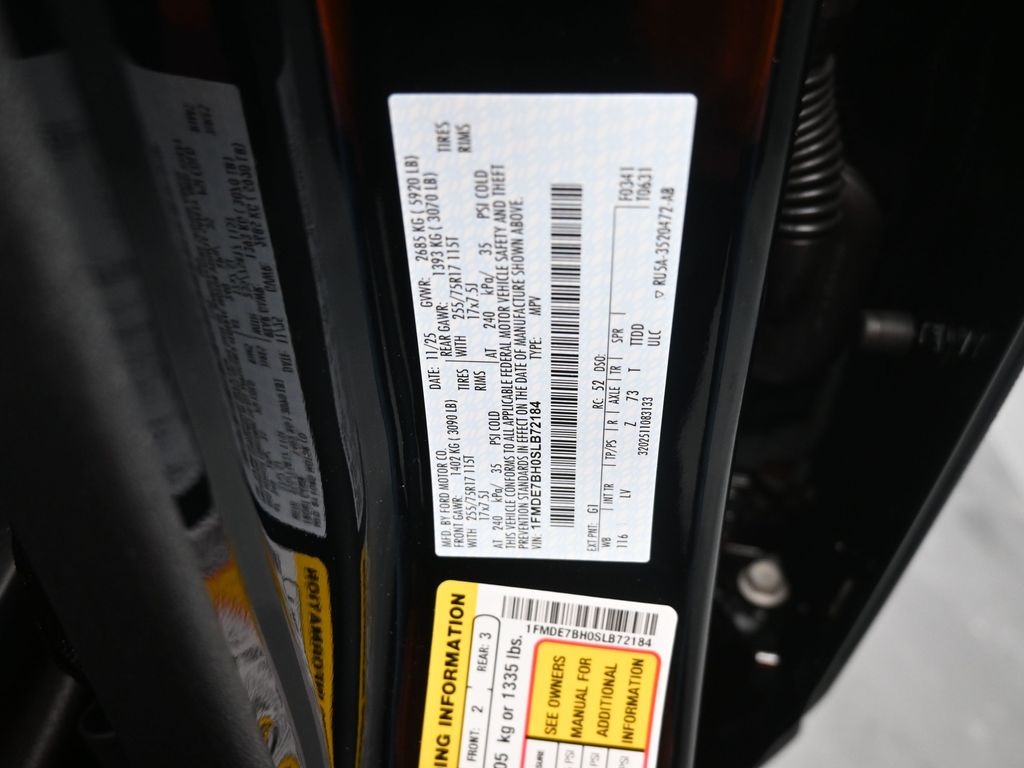 MFD. BY FORD MOTOR CO.
DATE: 11/25 GVWR: 2685 KG ( 5920 LB)
FRONT GAWR: 1402 KG ( 3090 LB) REAR GAWR: 1393 KG ( 3070 LB)
WITH 255/75R17 115T TIRES WITH 255/75R17 115T TIRES
17x7.5J RIMS 17x7.5J RIMS
AT 240 kPa/ 35 PSI COLD AT 240 kPa/ 35 PSI COLD
THIS VEHICLE CONFORMS TO ALL APPLICABLE FEDERAL MOTOR VEHICLE SAFETY AND THEFT
PREVENTION STANDARDS IN EFFECT ON THE DATE OF MANUFACTURE SHOWN ABOVE.
VIN: 1FMDE7BH0SLB72184 TYPE: MPV
EXT PNT: G1 RC: 52 DSO: F0341
WB INT TR TP/PS R AXLE TR SPR T0631
116 LV Z 73 T TTDD
3202511083133 ULC
RU5A-3520472-AB
ING INFORMATION
FRONT: 2 REAR: 3
05 kg or 1335 lbs.
1FMDE7BH0SLB72184
SEE OWNERS
MANUAL FOR
ADDITIONAL
INFORMATION
PSI
PSI
PSI